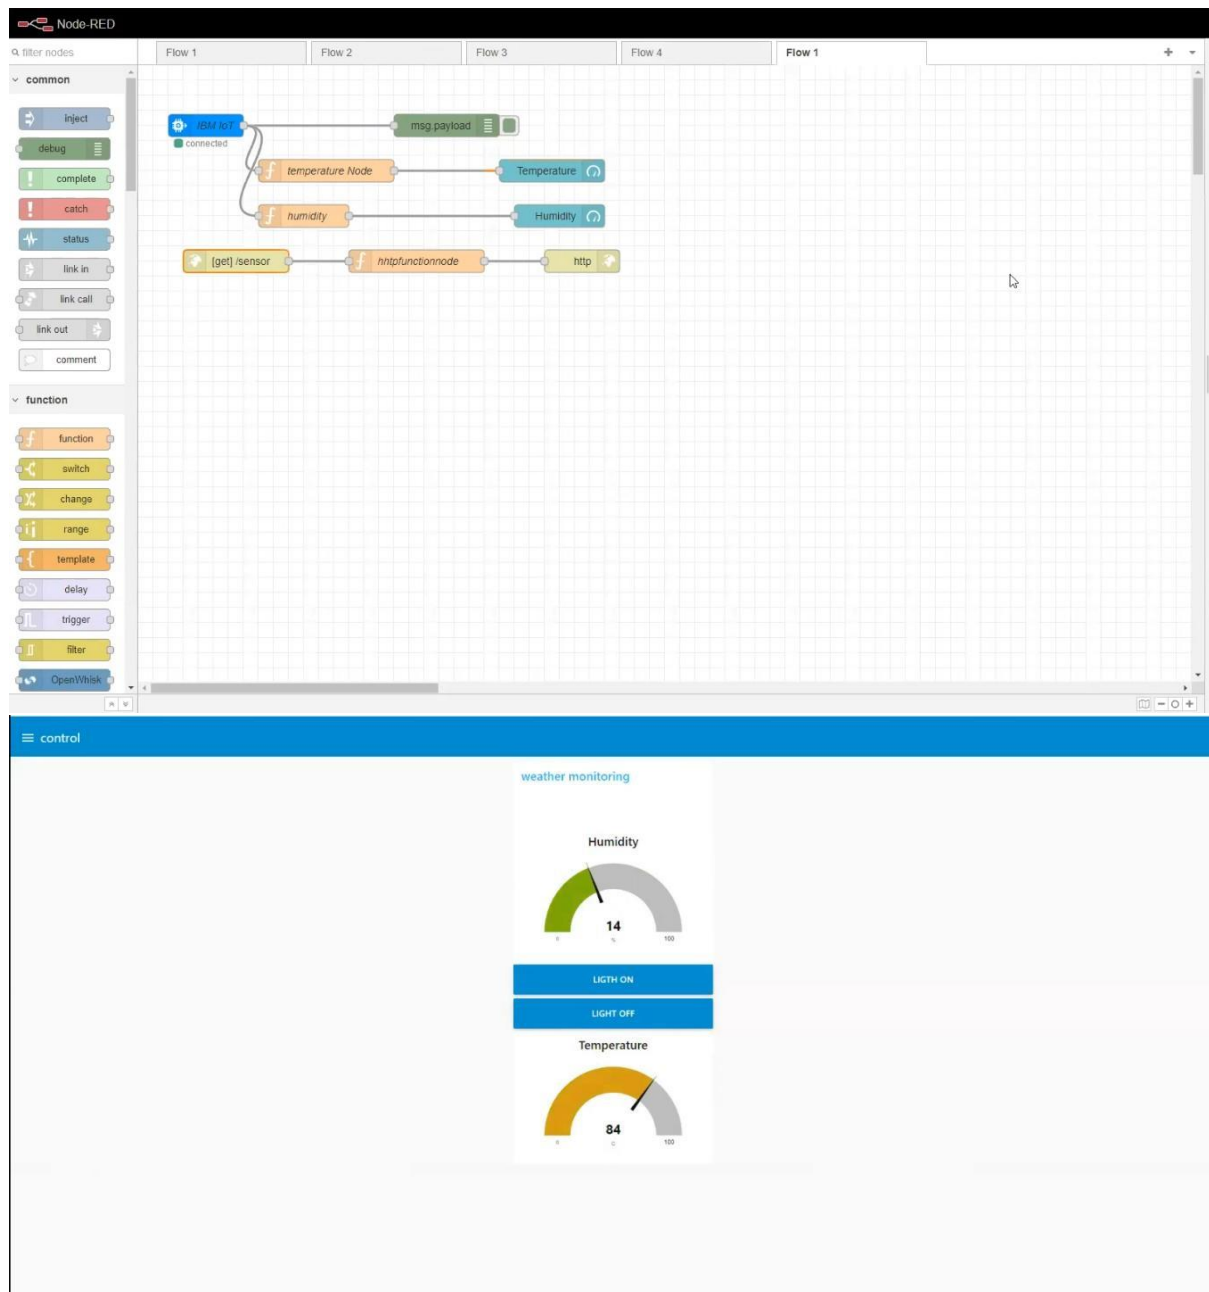 Node-RED
filter nodes
Flow 1
Flow 2
Flow 3
Flow 4
Flow 1
common
inject
debug
complete
catch
status
link in
link call
link out
comment
function
function
switch
change
range
template
delay
trigger
filter
OpenWhisk
IBM IoT
connected
msg.payload
temperature Node
Temperature
humidity
Humidity
[get] /sensor
hhtpfunctionnode
http
control
weather monitoring
Humidity
14
0 % 100
LIGTH ON
LIGHT OFF
Temperature
84
0 C 100